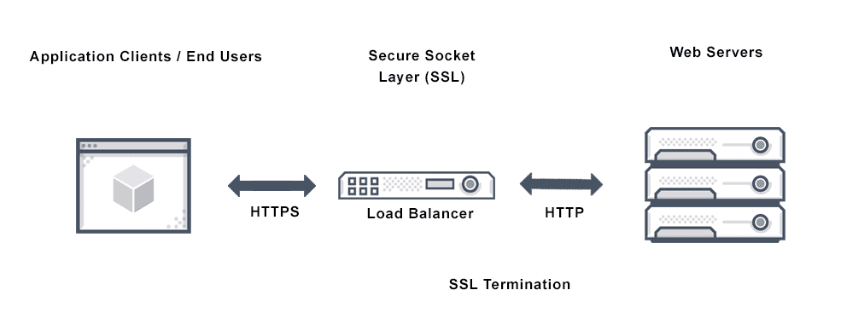 Application Clients / End Users
Secure Socket
Layer (SSL)
Web Servers
HTTPS
Load Balancer
HTTP
SSL Termination